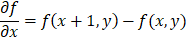 ∂f/∂x = f(x + 1, y) − f(x, y)